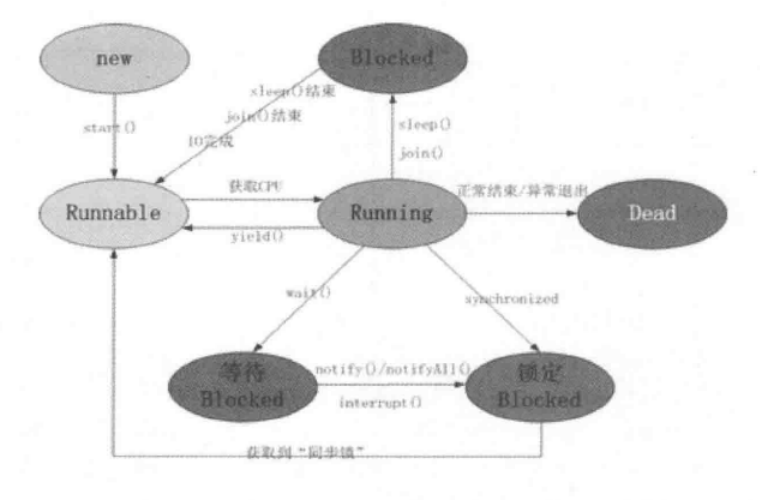 new
Blocked
sleep()结束
join()结束
IO完成
start()
sleep()
join()
获取CPU
正常结束/异常退出
Runnable
Running
Dead
yield()
wait()
synchronized
等待
Blocked
notify()/notifyAll()
interrupt()
锁定
Blocked
获取到“同步锁”